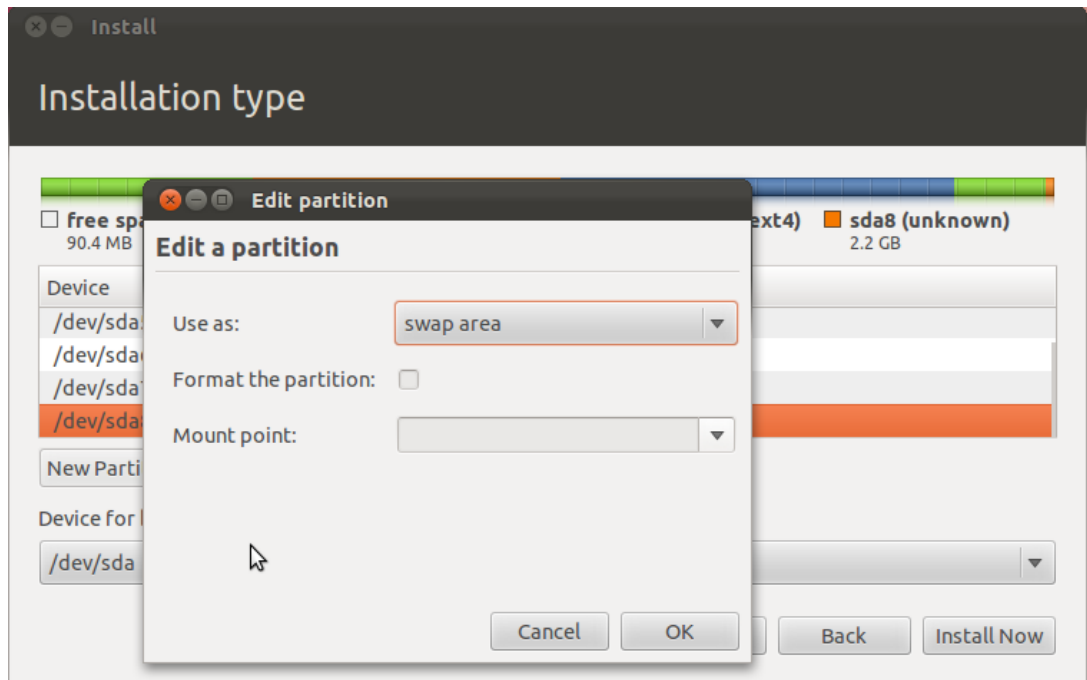 Install
Installation type
free spa ext4) sda8 (unknown)
90.4 MB 2.2 GB
Edit partition
Edit a partition
Device
/dev/sda
/dev/sda
/dev/sda
/dev/sda
Use as: swap area
Format the partition:
Mount point:
New Parti
Device for
/dev/sda
Cancel OK
Back Install Now